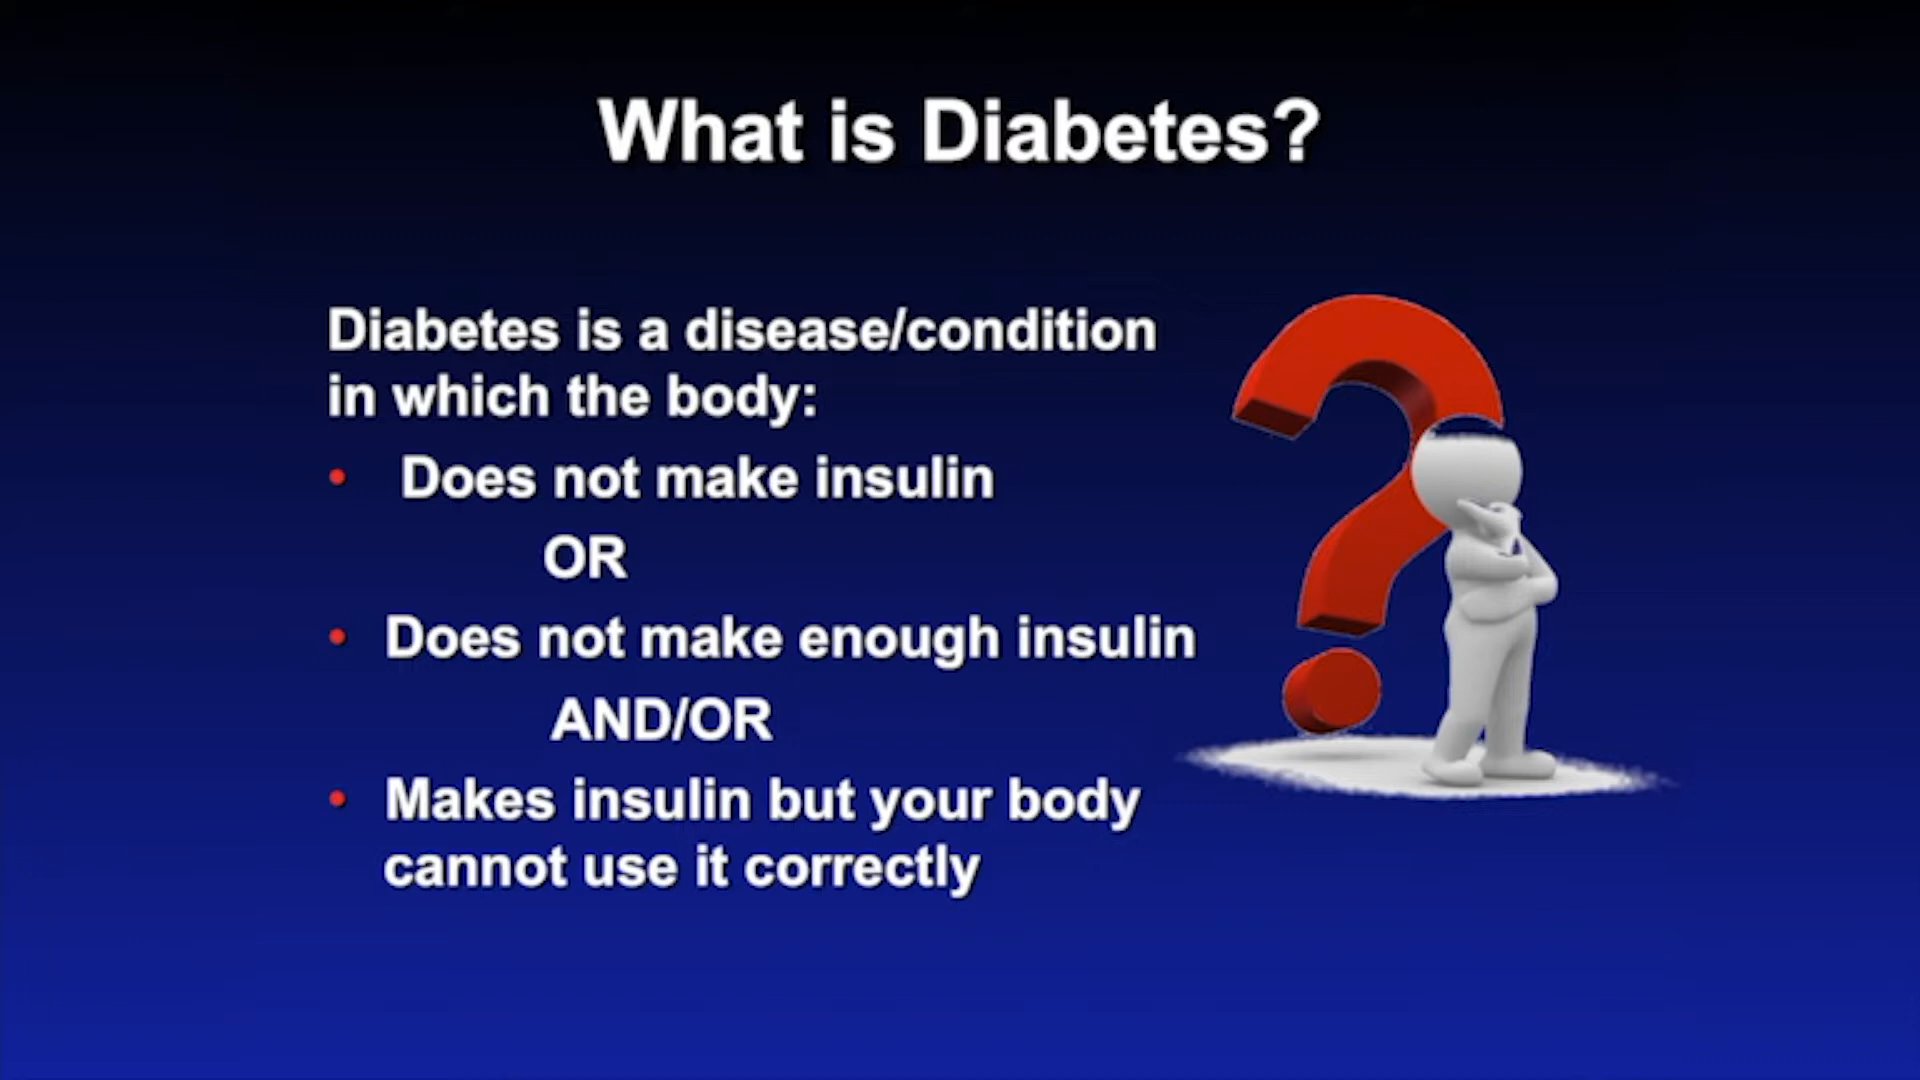 What is Diabetes?
Diabetes is a disease/condition
in which the body:
• Does not make insulin
OR
• Does not make enough insulin
AND/OR
• Makes insulin but your body
cannot use it correctly